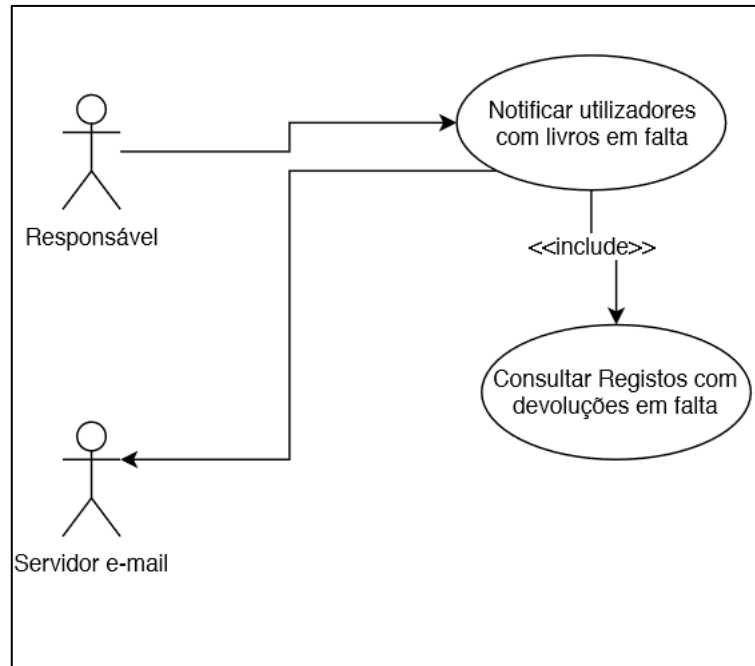 Notificar utilizadores
com livros em falta
Responsável
<<include>>
Consultar Registos com
devoluções em falta
Servidor e-mail